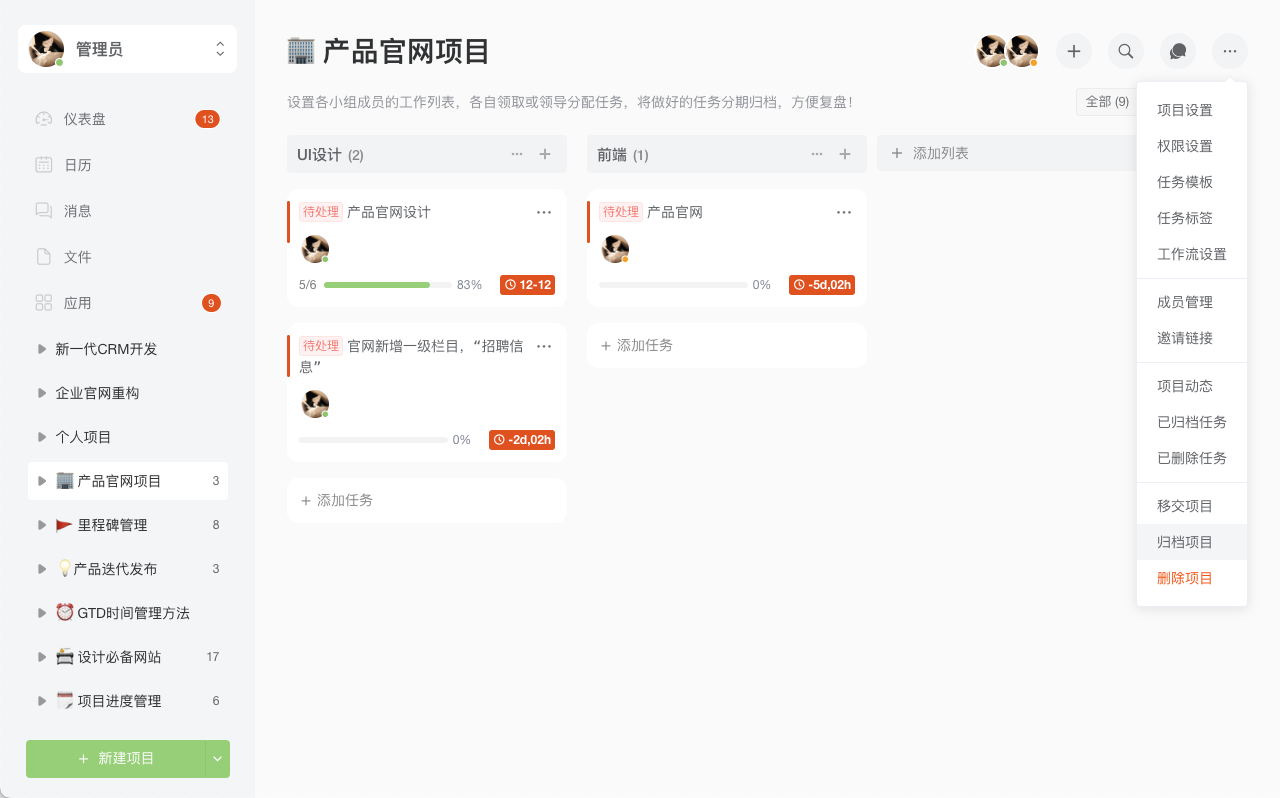 管理员
仪表盘 13
日历
消息
文件
应用 9
新一代CRM开发
企业官网重构
个人项目
产品官网项目 3
里程碑管理 8
产品迭代发布 3
GTD时间管理方法
设计必备网站 17
项目进度管理 6
+ 新建项目
产品官网项目
设置各小组成员的工作列表，各自领取或领导分配任务，将做好的任务分期归档，方便复盘！
全部 (9)
UI设计 (2)
待处理 产品官网设计
5/6 83% 12-12
待处理 官网新增一级栏目，“招聘信
息”
0% -2d,02h
+ 添加任务
前端 (1)
待处理 产品官网
0% -5d,02h
+ 添加任务
+ 添加列表
项目设置
权限设置
任务模板
任务标签
工作流设置
成员管理
邀请链接
项目动态
已归档任务
已删除任务
移交项目
归档项目
删除项目